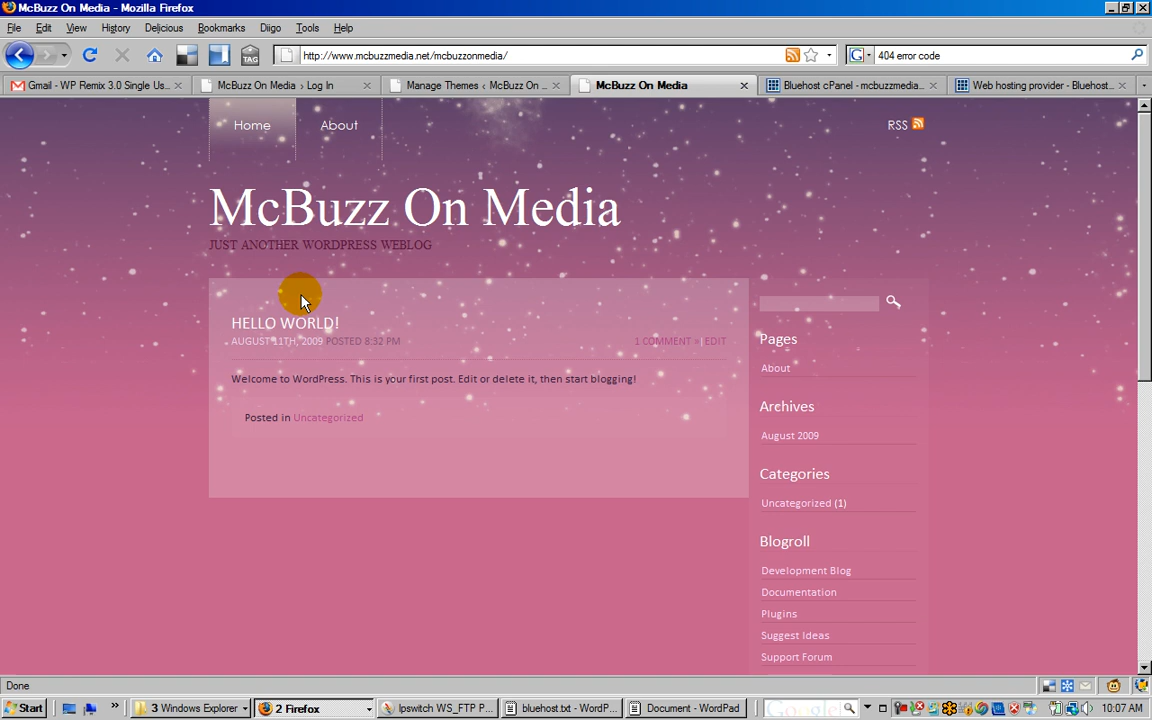 McBuzz On Media - Mozilla Firefox
File Edit View History Delicious Bookmarks Diigo Tools Help
TAG http://www.mcbuzzmedia.net/mcbuzzonmedia/ G 404 error code
Gmail - WP Remix 3.0 Single Us... McBuzz On Media › Log In Manage Themes ‹ McBuzz On ... McBuzz On Media Bluehost cPanel - mcbuzzmedia... Web hosting provider - Bluehost...
Home About RSS
McBuzz On Media
JUST ANOTHER WORDPRESS WEBLOG
HELLO WORLD!
AUGUST 11TH, 2009 POSTED 8:32 PM 1 COMMENT » | EDIT
Welcome to WordPress. This is your first post. Edit or delete it, then start blogging!
Posted in Uncategorized
Pages
About
Archives
August 2009
Categories
Uncategorized (1)
Blogroll
Development Blog
Documentation
Plugins
Suggest Ideas
Support Forum
Done
Start » 3 Windows Explorer 2 Firefox Ipswitch WS_FTP P... bluehost.txt - WordP... Document - WordPad Google 10:07 AM